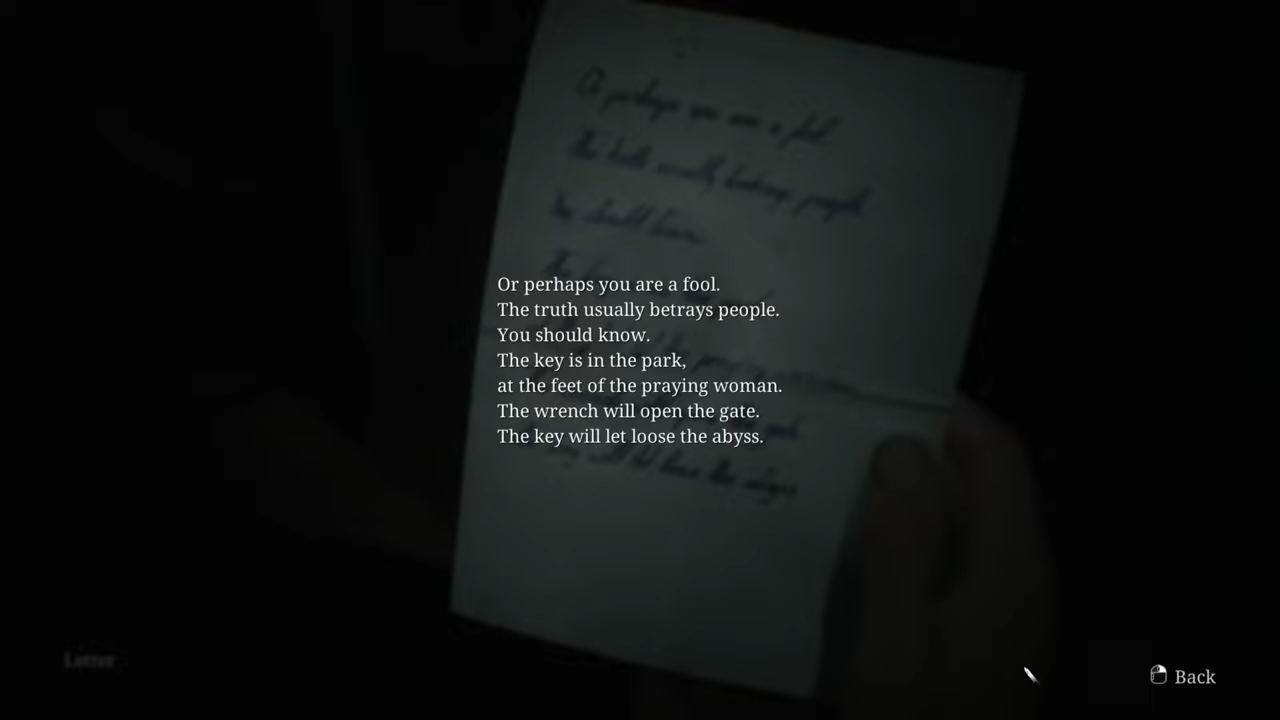 Or perhaps you are a fool.
The truth usually betrays people.
You should know.
The key is in the park,
at the feet of the praying woman.
The wrench will open the gate.
The key will let loose the abyss.
Letter
Back